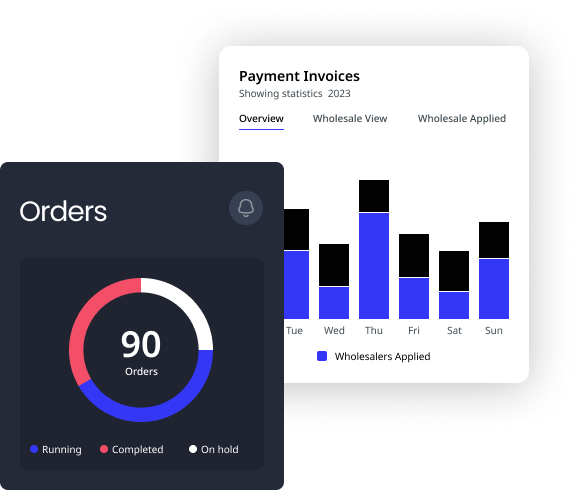 Payment Invoices
Showing statistics 2023
Overview Wholesale View Wholesale Applied
Tue Wed Thu Fri Sat Sun
Wholesalers Applied
Orders
90
Orders
Running Completed On hold